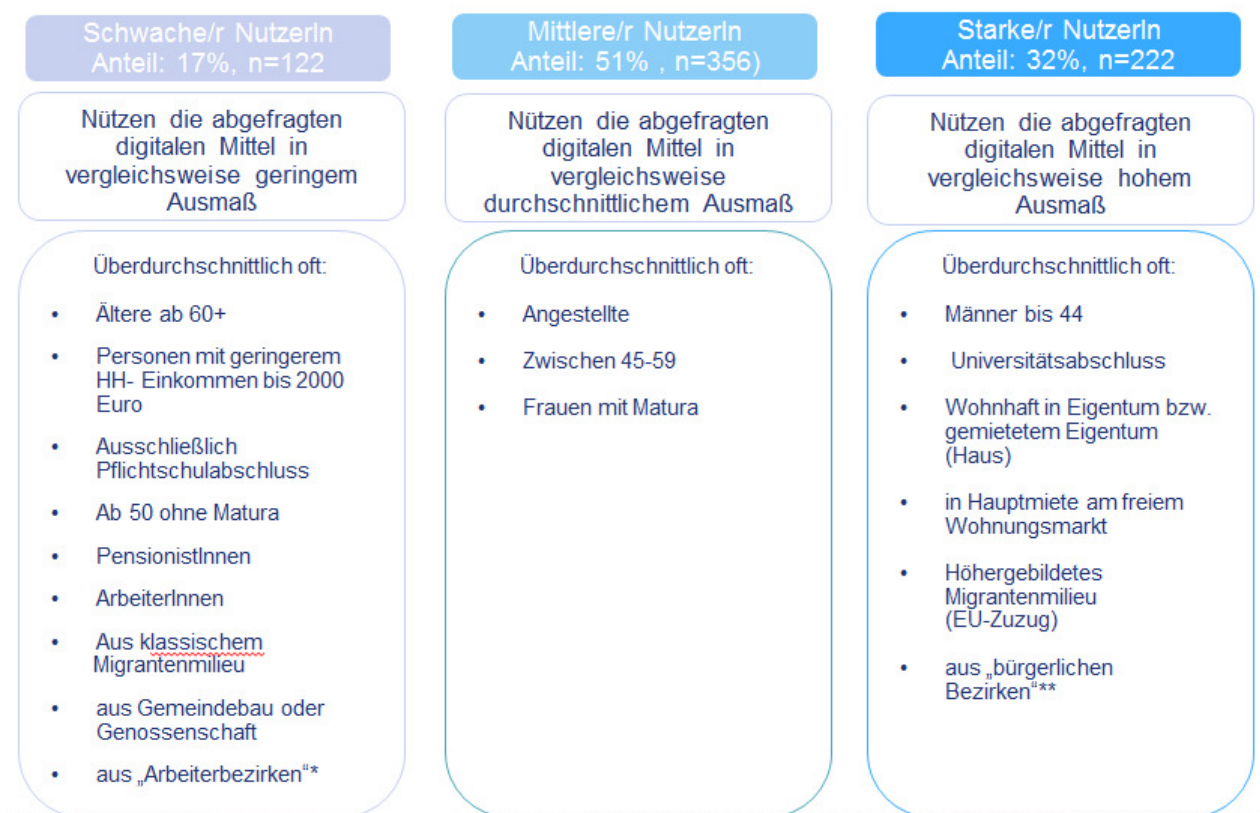 Schwache/r NutzerIn
Anteil: 17%, n=122
Nützen die abgefragten
digitalen Mittel in
vergleichsweise geringem
Ausmaß
Überdurchschnittlich oft:
• Ältere ab 60+
• Personen mit geringerem
HH- Einkommen bis 2000
Euro
• Ausschließlich
Pflichtschulabschluss
• Ab 50 ohne Matura
• PensionistInnen
• ArbeiterInnen
• Aus klassischem
Migrantenmilieu
• aus Gemeindebau oder
Genossenschaft
• aus „Arbeiterbezirken“*
Mittlere/r NutzerIn
Anteil: 51% , n=356)
Nützen die abgefragten
digitalen Mittel in
vergleichsweise
durchschnittlichem Ausmaß
Überdurchschnittlich oft:
• Angestellte
• Zwischen 45-59
• Frauen mit Matura
Starke/r NutzerIn
Anteil: 32%, n=222
Nützen die abgefragten
digitalen Mittel in
vergleichsweise hohem
Ausmaß
Überdurchschnittlich oft:
• Männer bis 44
• Universitätsabschluss
• Wohnhaft in Eigentum bzw.
gemietetem Eigentum
(Haus)
• in Hauptmiete am freiem
Wohnungsmarkt
• Höhergebildetes
Migrantenmilieu
(EU-Zuzug)
• aus „bürgerlichen
Bezirken“**